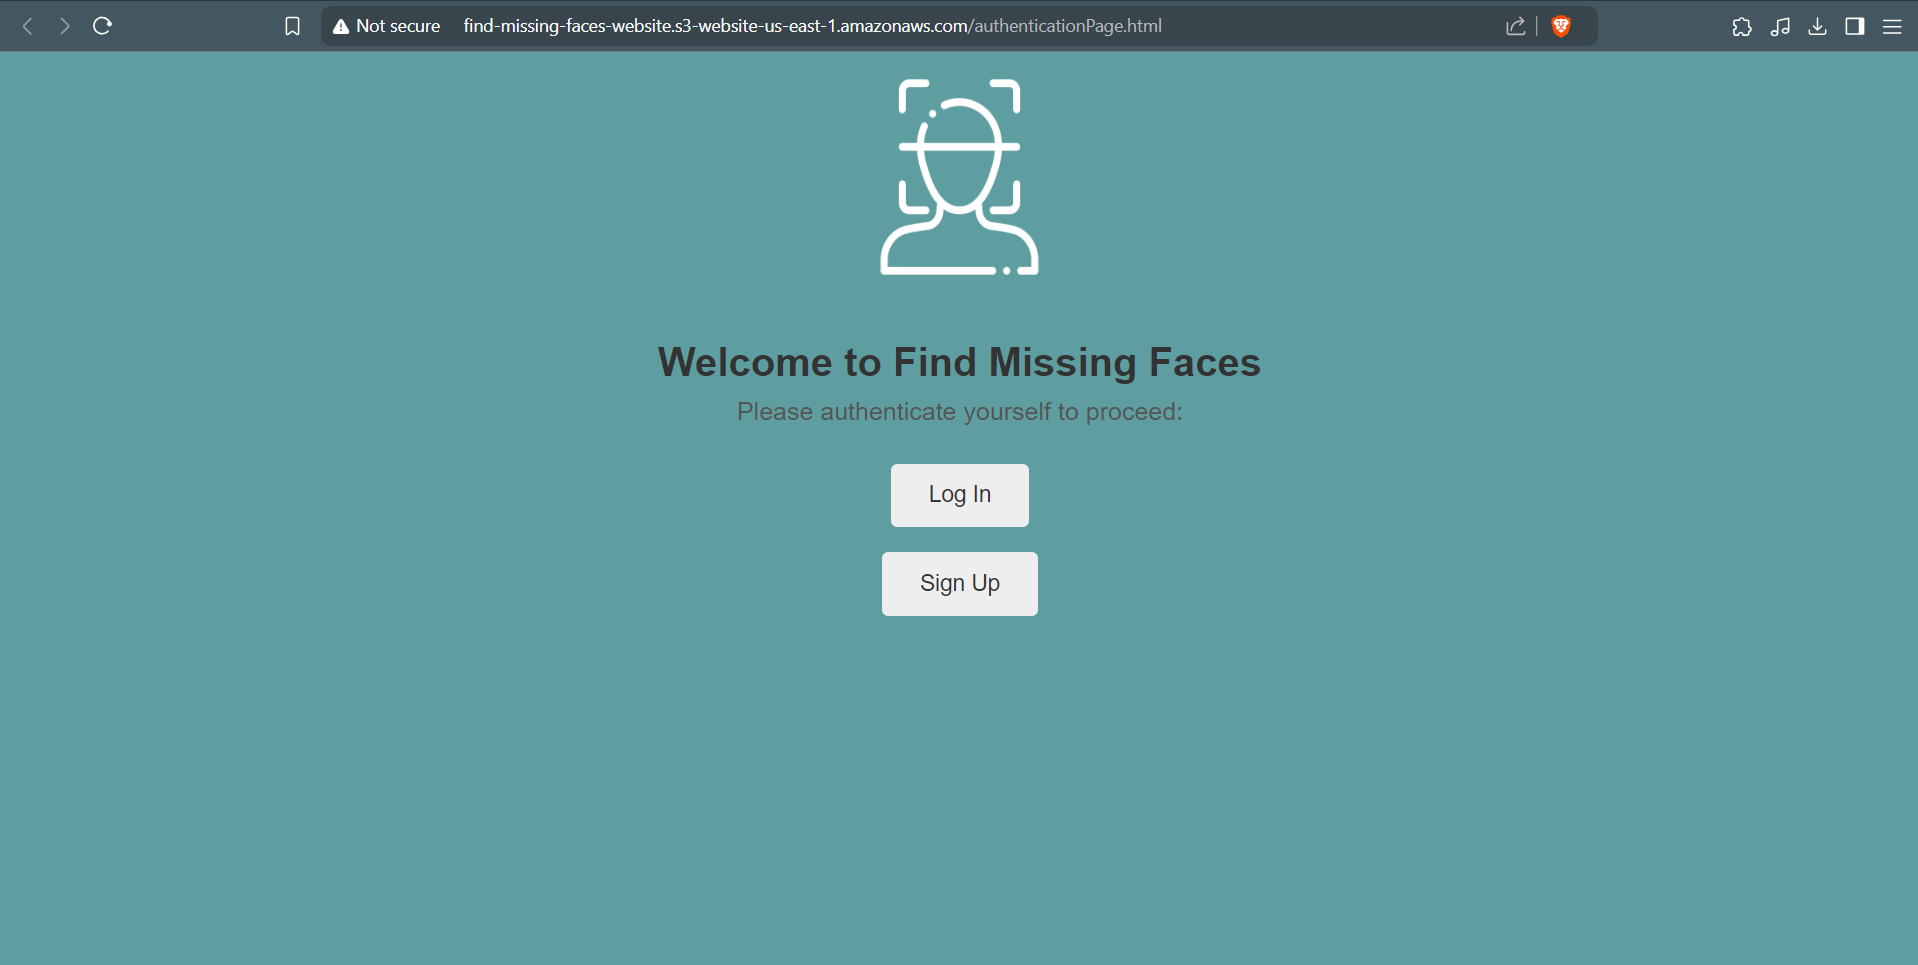 Not secure find-missing-faces-website.s3-website-us-east-1.amazonaws.com/authenticationPage.html
Welcome to Find Missing Faces
Please authenticate yourself to proceed:
Log In
Sign Up